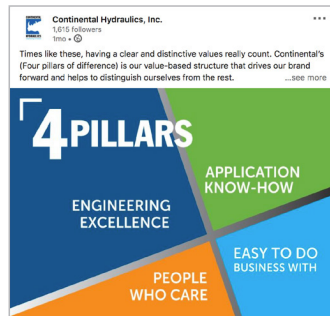 Continental Hydraulics, Inc.
1,615 followers
1mo
Times like these, having a clear and distinctive values really count. Continental's
(Four pillars of difference) is our value-based structure that drives our brand
forward and helps to distinguish ourselves from the rest. ...see more
4PILLARS
APPLICATION
KNOW-HOW
ENGINEERING
EXCELLENCE
EASY TO DO
BUSINESS WITH
PEOPLE
WHO CARE